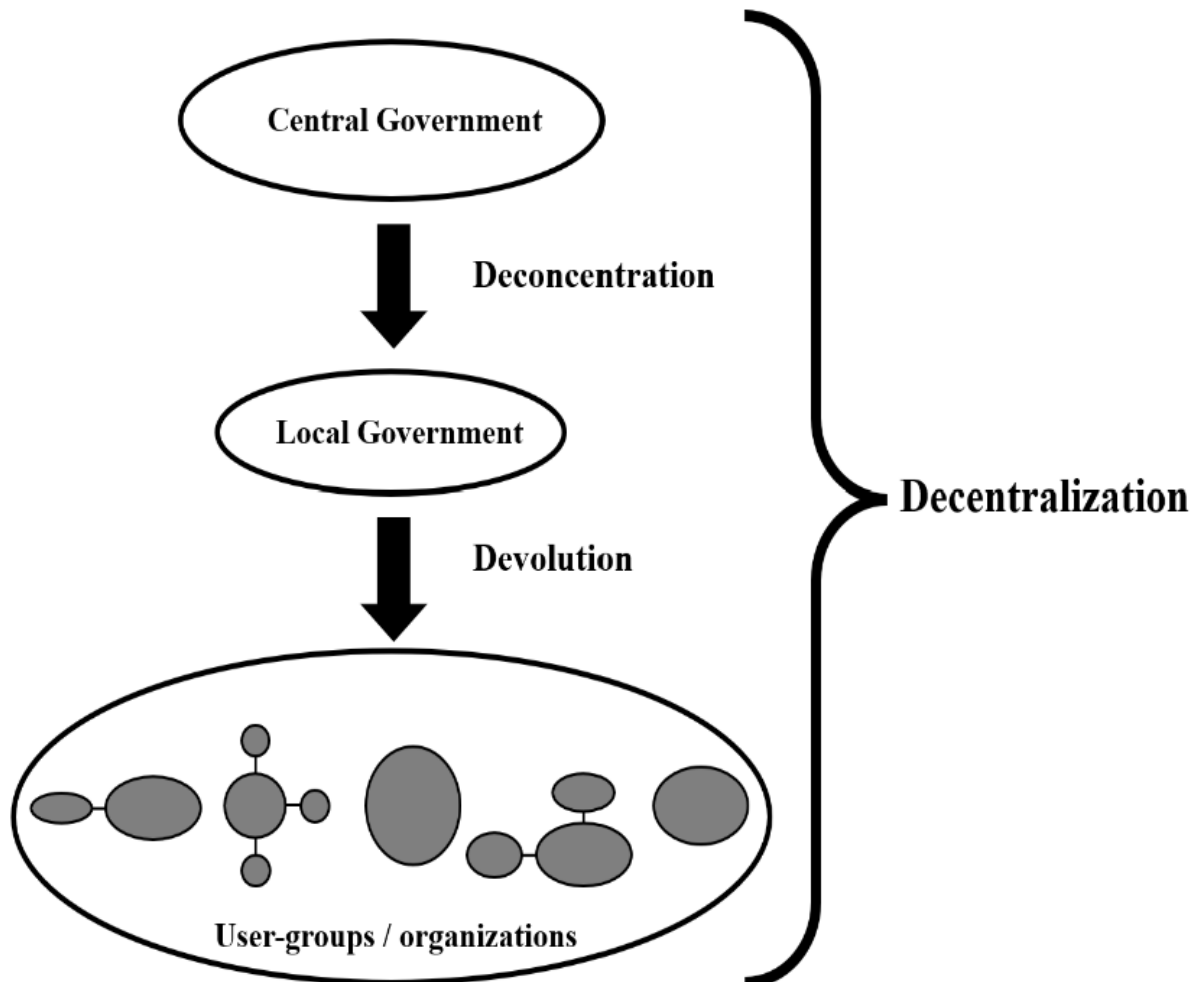 Central Government
Deconcentration
Local Government
Decentralization
Devolution
User-groups / organizations